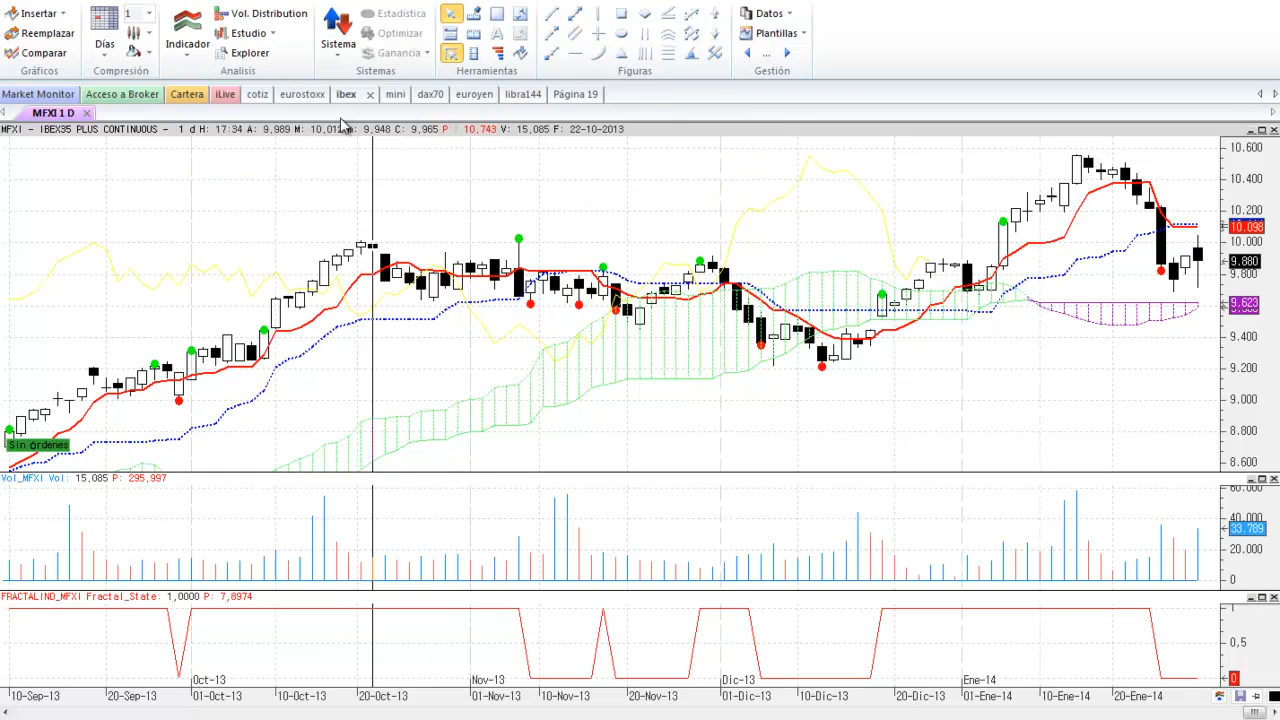 Insertar
Reemplazar
Comparar
Gráficos
1
Días
Compresión
Indicador
Vol. Distribution
Estudio
Explorer
Analisis
Sistema
Estadística
Optimizar
Ganancia
Sistemas
Herramientas
Figuras
Datos
Plantillas
...
Gestión
Market Monitor Acceso a Broker Cartera iLive cotiz eurostoxx ibex mini dax70 euroyen libra144 Página 19
MFXI 1 D
MFXI - IBEX35 PLUS CONTINUOUS - 1 d H: 17:34 A: 9,989 M: 9,948 C: 9,965 P : 10,743 V: 15,085 F: 22-10-2013
10.600
10.400
10.200
10.098
10.000
9.880
9.800
9.623
9.400
9.200
9.000
8.800
8.600
Sin órdenes
Vol_MFXI Vol: 15,085 P: 295,997
60.000
40.000
33.789
20.000
0
FRACTALIND_MFXI Fractal_State: 1,0000 P: 7,8974
1
0,5
0
Oct-13 Nov-13 Dic-13 Ene-14
10-Sep-13 20-Sep-13 01-Oct-13 10-Oct-13 20-Oct-13 01-Nov-13 10-Nov-13 20-Nov-13 01-Dic-13 10-Dic-13 20-Dic-13 01-Ene-14 10-Ene-14 20-Ene-14